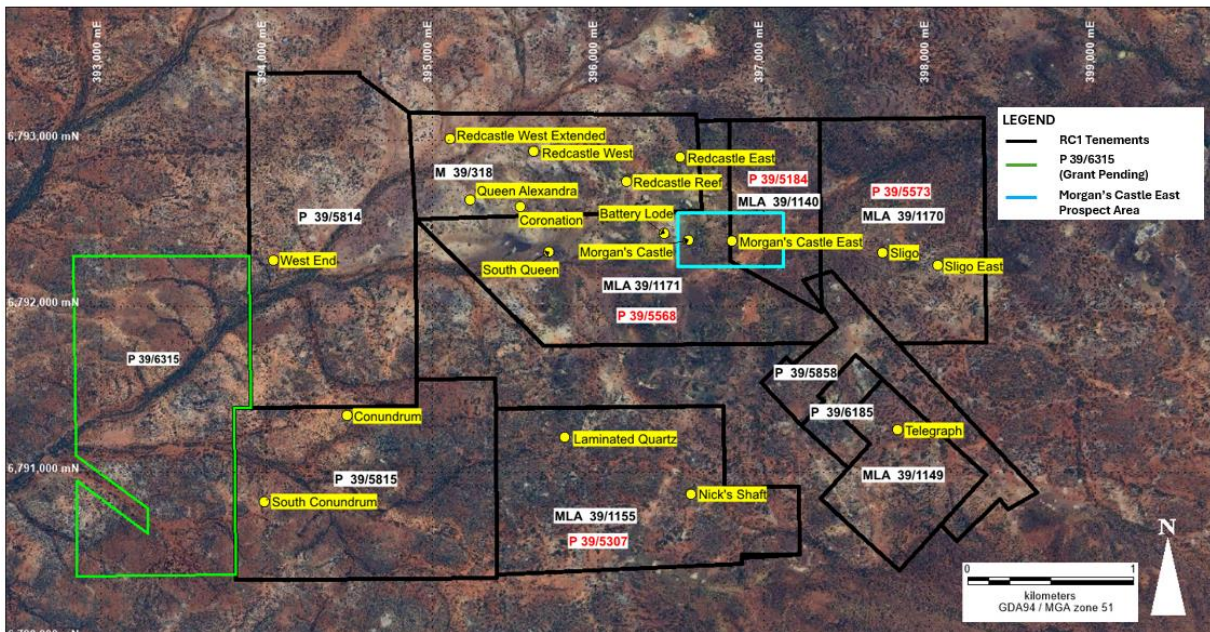 393,000 mE
394,000 mE
395,000 mE
396,000 mE
397,000 mE
398,000 mE
399,000 mE
6,793,000 mN
6,792,000 mN
6,791,000 mN
LEGEND
RC1 Tenements
P 39/6315
(Grant Pending)
Morgan's Castle East
Prospect Area
Redcastle West Extended
Redcastle West
Redcastle East
M 39/318
Redcastle Reef
P 39/5184
P 39/5573
Queen Alexandra
MLA 39/1140
MLA 39/1170
P 39/5814
Coronation
Battery Lode
Morgan's Castle
Morgan's Castle East
West End
South Queen
Sligo
Sligo East
MLA 39/1171
P 39/5568
P 39/6315
P 39/5858
P 39/6185
Conundrum
Laminated Quartz
Telegraph
P 39/5815
MLA 39/1149
South Conundrum
Nick's Shaft
MLA 39/1155
P 39/5307
N
0
1
kilometers
GDA94 / MGA zone 51